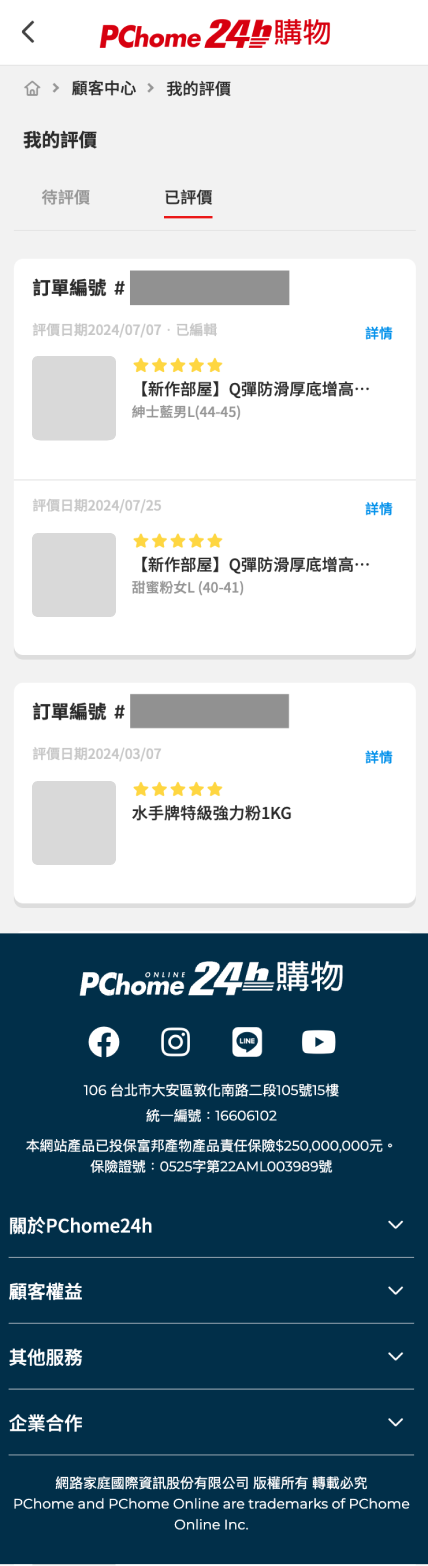 PChome 24h購物
顧客中心 > 我的評價
我的評價
待評價 已評價
訂單編號 #
評價日期2024/07/07 · 已編輯 詳情
【新作部屋】Q彈防滑厚底增高…
紳士藍男L(44-45)
評價日期2024/07/25 詳情
【新作部屋】Q彈防滑厚底增高…
甜蜜粉女L (40-41)
訂單編號 #
評價日期2024/03/07 詳情
水手牌特級強力粉1KG
PChome ONLINE 24h購物
LINE
106 台北市大安區敦化南路二段105號15樓
統一編號：16606102
本網站產品已投保富邦產物產品責任保險$250,000,000元。
保險證號：0525字第22AML003989號
關於PChome24h
顧客權益
其他服務
企業合作
網路家庭國際資訊股份有限公司 版權所有 轉載必究
PChome and PChome Online are trademarks of PChome
Online Inc.